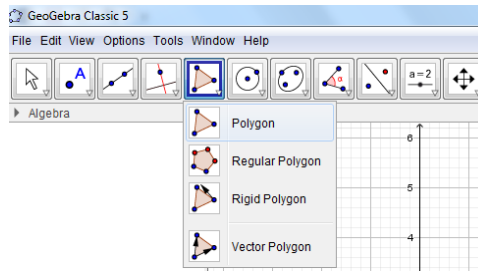 GeoGebra Classic 5
File Edit View Options Tools Window Help
A
α
a=2
Algebra
Polygon
Regular Polygon
Rigid Polygon
Vector Polygon
6
5
4